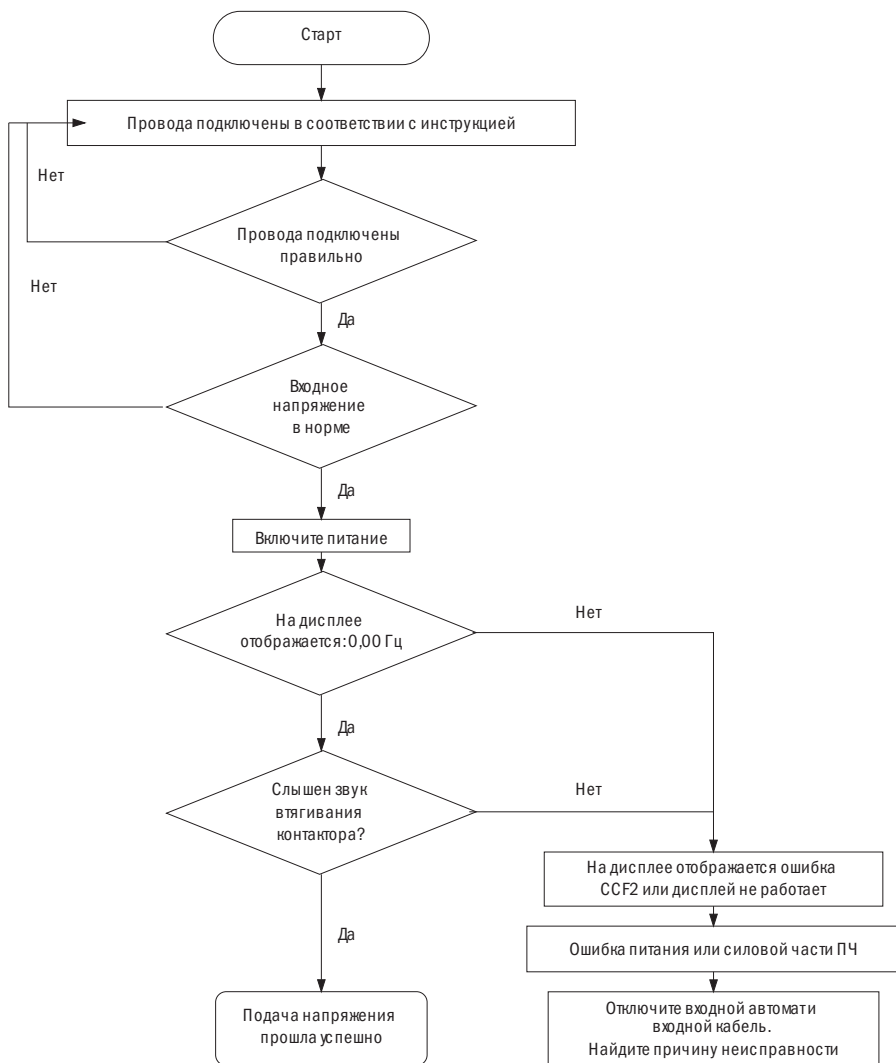 Старт
Провода подключены в соответствии с инструкцией
Нет
Провода подключены
правильно
Нет
Да
Входное
напряжение
в норме
Да
Включите питание
На дисплее
отображается: 0,00 Гц
Нет
Да
Слышен звук
втягивания
контактора?
Нет
На дисплее отображается ошибка
CCF2 или дисплей не работает
Да
Ошибка питания или силовой части ПЧ
Подача напряжения
прошла успешно
Отключите входной автомати
входной кабель.
Найдите причину неисправности